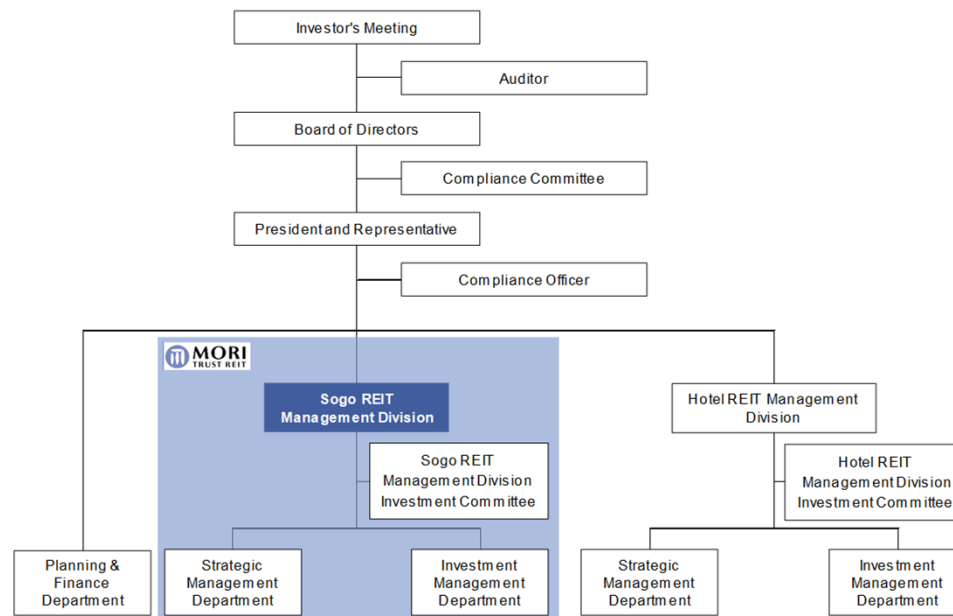 Investor's Meeting
Auditor
Board of Directors
Compliance Committee
President and Representative
Compliance Officer
MORI
TRUST REIT
Sogo REIT
Management Division
Hotel REIT Management
Division
Sogo REIT
Management Division
Investment Committee
Hotel REIT
Management Division
Investment Committee
Planning &
Finance
Department
Strategic
Management
Department
Investment
Management
Department
Strategic
Management
Department
Investment
Management
Department